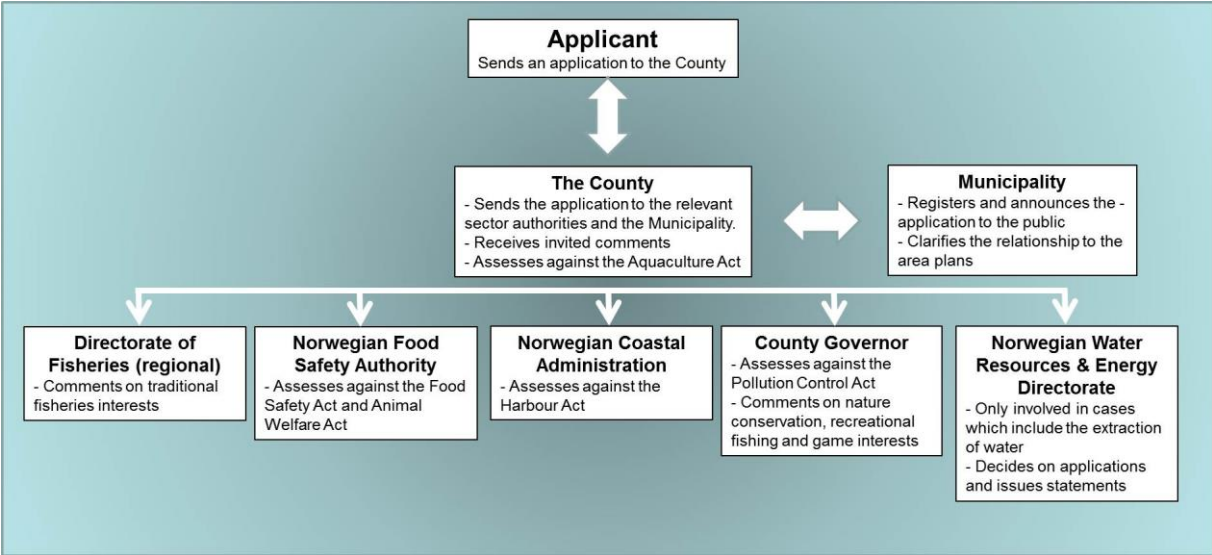 Applicant
Sends an application to the County
The County
- Sends the application to the relevant
sector authorities and the Municipality.
- Receives invited comments
- Assesses against the Aquaculture Act
Municipality
- Registers and announces the -
application to the public
- Clarifies the relationship to the
area plans
Directorate of
Fisheries (regional)
- Comments on traditional
fisheries interests
Norwegian Food
Safety Authority
- Assesses against the Food
Safety Act and Animal
Welfare Act
Norwegian Coastal
Administration
- Assesses against the
Harbour Act
County Governor
- Assesses against the
Pollution Control Act
- Comments on nature
conservation, recreational
fishing and game interests
Norwegian Water
Resources & Energy
Directorate
- Only involved in cases
which include the extraction
of water
- Decides on applications
and issues statements